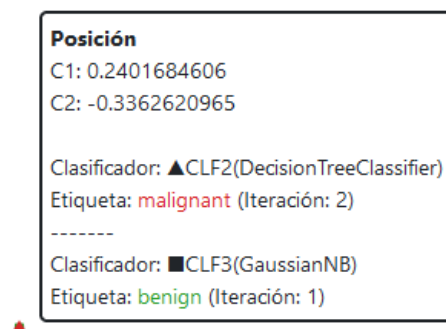 Posición
C1: 0.2401684606
C2: -0.3362620965
Clasificador: ▲CLF2(DecisionTreeClassifier)
Etiqueta: malignant (Iteración: 2)
-------
Clasificador: ■CLF3(GaussianNB)
Etiqueta: benign (Iteración: 1)